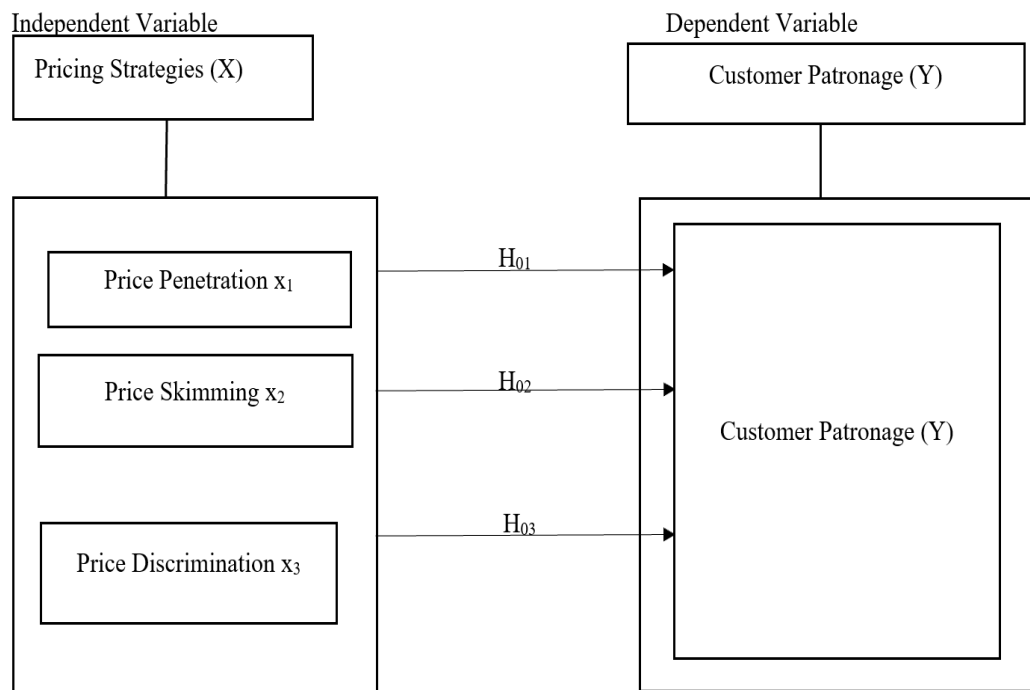 Independent Variable
Dependent Variable
Pricing Strategies (X)
Customer Patronage (Y)
Price Penetration x₁
H₀₁
Price Skimming x₂
H₀₂
Customer Patronage (Y)
Price Discrimination x₃
H₀₃